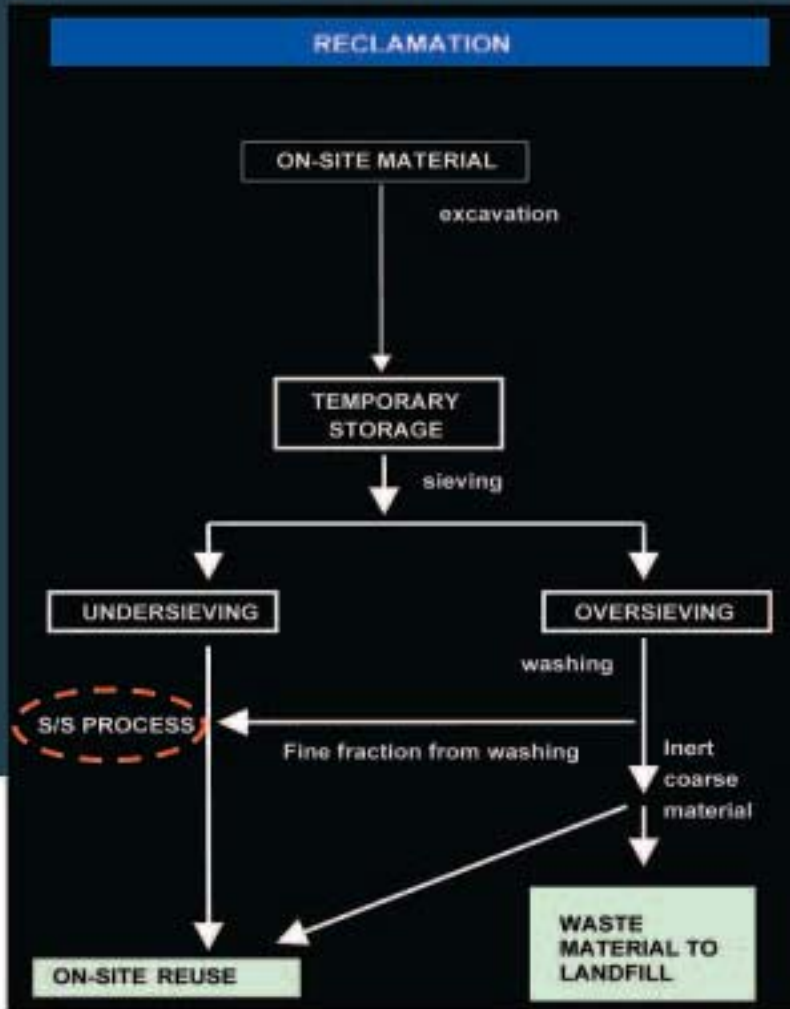 RECLAMATION
ON-SITE MATERIAL
excavation
TEMPORARY
STORAGE
sieving
UNDERSIEVING
OVERSIEVING
washing
S/S PROCESS
Fine fraction from washing
Inert
coarse
material
WASTE
MATERIAL TO
LANDFILL
ON-SITE REUSE